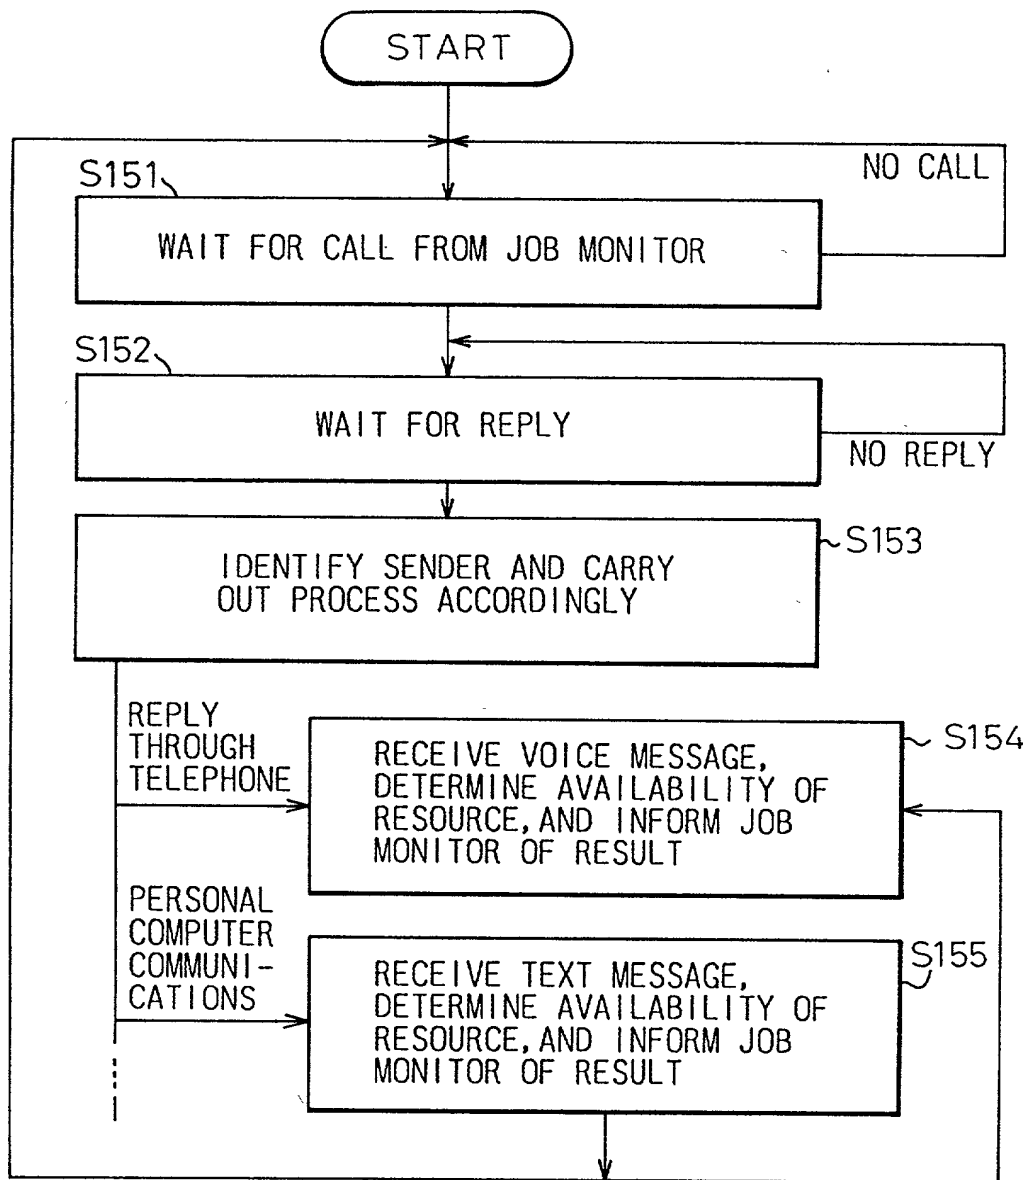 START
NO CALL
S151
WAIT FOR CALL FROM JOB MONITOR
S152
WAIT FOR REPLY
NO REPLY
S153
IDENTIFY SENDER AND CARRY
OUT PROCESS ACCORDINGLY
REPLY
THROUGH
TELEPHONE
S154
RECEIVE VOICE MESSAGE,
DETERMINE AVAILABILITY OF
RESOURCE, AND INFORM JOB
MONITOR OF RESULT
PERSONAL
COMPUTER
COMMUNI-
CATIONS
S155
RECEIVE TEXT MESSAGE,
DETERMINE AVAILABILITY OF
RESOURCE, AND INFORM JOB
MONITOR OF RESULT